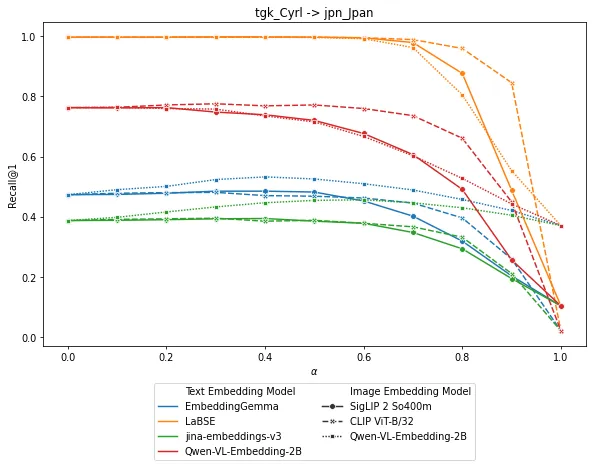 tgk_Cyrl -> jpn_Jpan
Recall@1
1.0
0.8
0.6
0.4
0.2
0.0
0.0 0.2 0.4 0.6 0.8 1.0
α
Text Embedding Model
EmbeddingGemma
LaBSE
jina-embeddings-v3
Qwen-VL-Embedding-2B
Image Embedding Model
SigLIP 2 So400m
CLIP ViT-B/32
Qwen-VL-Embedding-2B